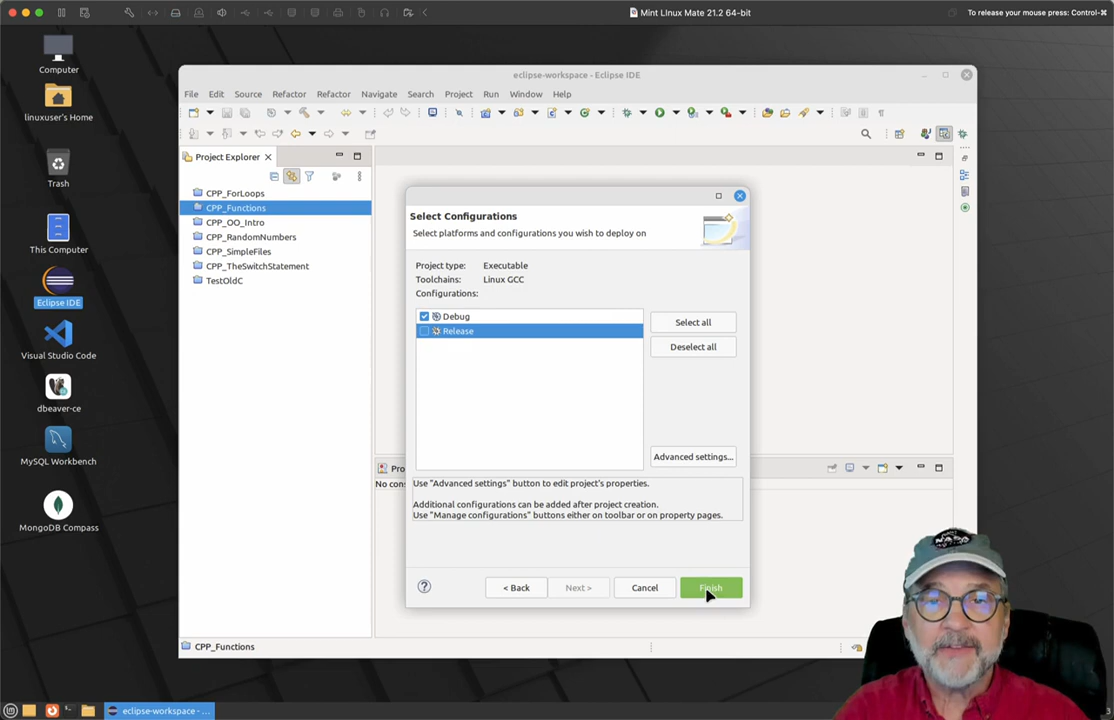 Mint LInux Mate 21.2 64-bit
To release your mouse press: Control-⌘
Computer
linuxuser's Home
Trash
This Computer
Eclipse IDE
Visual Studio Code
dbeaver-ce
MySQL Workbench
MongoDB Compass
eclipse-workspace - Eclipse IDE
File Edit Source Refactor Refactor Navigate Search Project Run Window Help
Project Explorer
CPP_ForLoops
CPP_Functions
CPP_OO_Intro
CPP_RandomNumbers
CPP_SimpleFiles
CPP_TheSwitchStatement
TestOldC
Select Configurations
Select platforms and configurations you wish to deploy on
Project type: Executable
Toolchains: Linux GCC
Configurations:
Debug
Release
Select all
Deselect all
Advanced settings...
Use "Advanced settings" button to edit project's properties.
Additional configurations can be added after project creation.
Use "Manage configurations" buttons either on toolbar or on property pages.
< Back Next > Cancel Finish
Pro
No cons
CPP_Functions
eclipse-workspace - ...